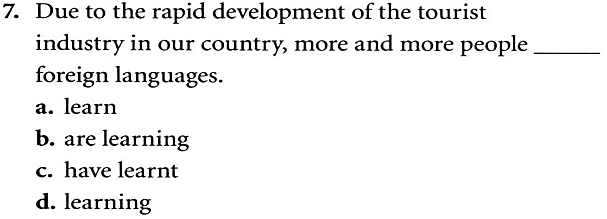 7. Due to the rapid development of the tourist
industry in our country, more and more people ______
foreign languages.
a. learn
b. are learning
c. have learnt
d. learning